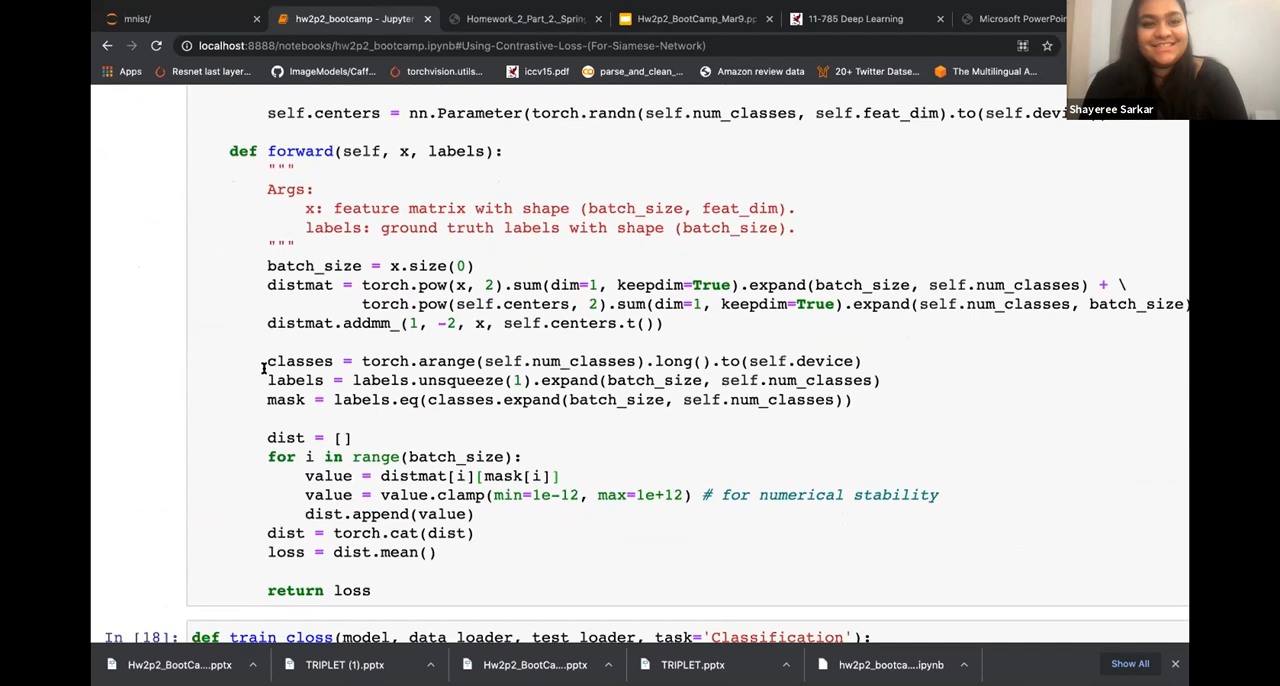 mnist/
hw2p2_bootcamp - Jupyter
Homework_2_Part_2._Sprin
Hw2p2_BootCamp_Mar9.pp
11-785 Deep Learning
Microsoft PowerPoin
localhost:8888/notebooks/hw2p2_bootcamp.ipynb#Using-Contrastive-Loss-(For-Siamese-Network)
Apps
Resnet last layer...
ImageModels/Caff...
torchvision.utils...
iccv15.pdf
parse_and_clean_...
Amazon review data
20+ Twitter Datse...
The Multilingual A...
Shayeree Sarkar
self.centers = nn.Parameter(torch.randn(self.num_classes, self.feat_dim).to(self.devi
def forward(self, x, labels):
"""
Args:
x: feature matrix with shape (batch_size, feat_dim).
labels: ground truth labels with shape (batch_size).
"""
batch_size = x.size(0)
distmat = torch.pow(x, 2).sum(dim=1, keepdim=True).expand(batch_size, self.num_classes) + \
torch.pow(self.centers, 2).sum(dim=1, keepdim=True).expand(self.num_classes, batch_size)
distmat.addmm_(1, -2, x, self.centers.t())
classes = torch.arange(self.num_classes).long().to(self.device)
labels = labels.unsqueeze(1).expand(batch_size, self.num_classes)
mask = labels.eq(classes.expand(batch_size, self.num_classes))
dist = []
for i in range(batch_size):
value = distmat[i][mask[i]]
value = value.clamp(min=1e-12, max=1e+12) # for numerical stability
dist.append(value)
dist = torch.cat(dist)
loss = dist.mean()
return loss
In [18]: def train_closs(model, data_loader, test_loader, task='Classification'):
Hw2p2_BootCa....pptx
TRIPLET (1).pptx
Hw2p2_BootCa....pptx
TRIPLET.pptx
hw2p2_bootca....ipynb
Show All